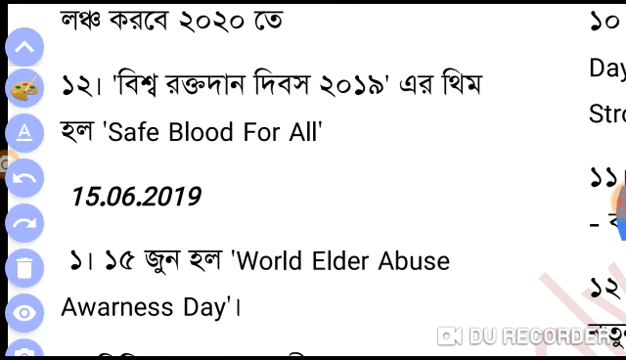 লঞ্চ করবে ২০২০ তে
১২। 'বিশ্ব রক্তদান দিবস ২০১৯' এর থিম
হল 'Safe Blood For All'
15.06.2019
১। ১৫ জুন হল 'World Elder Abuse
Awarness Day'।
১০
Day
১১
১২
DU RECORDER